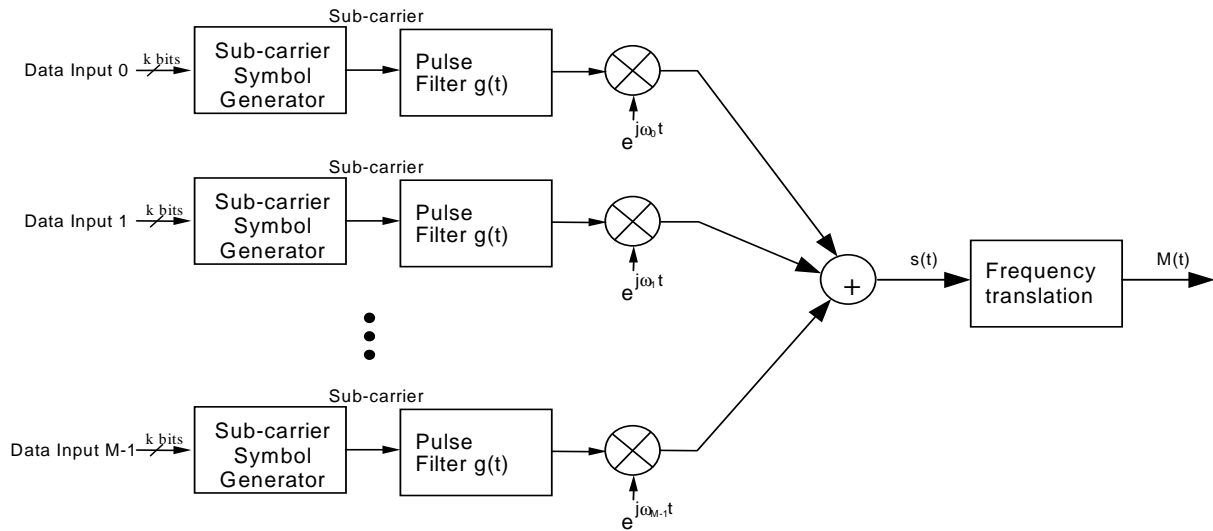 Sub-carrier
Data Input 0
k bits
Sub-carrier
Symbol
Generator
Pulse
Filter g(t)
e^jω₀t
Sub-carrier
Data Input 1
k bits
Sub-carrier
Symbol
Generator
Pulse
Filter g(t)
e^jω₁t
+
s(t)
Frequency
translation
M(t)
Sub-carrier
Data Input M-1
k bits
Sub-carrier
Symbol
Generator
Pulse
Filter g(t)
e^jω_M-1t